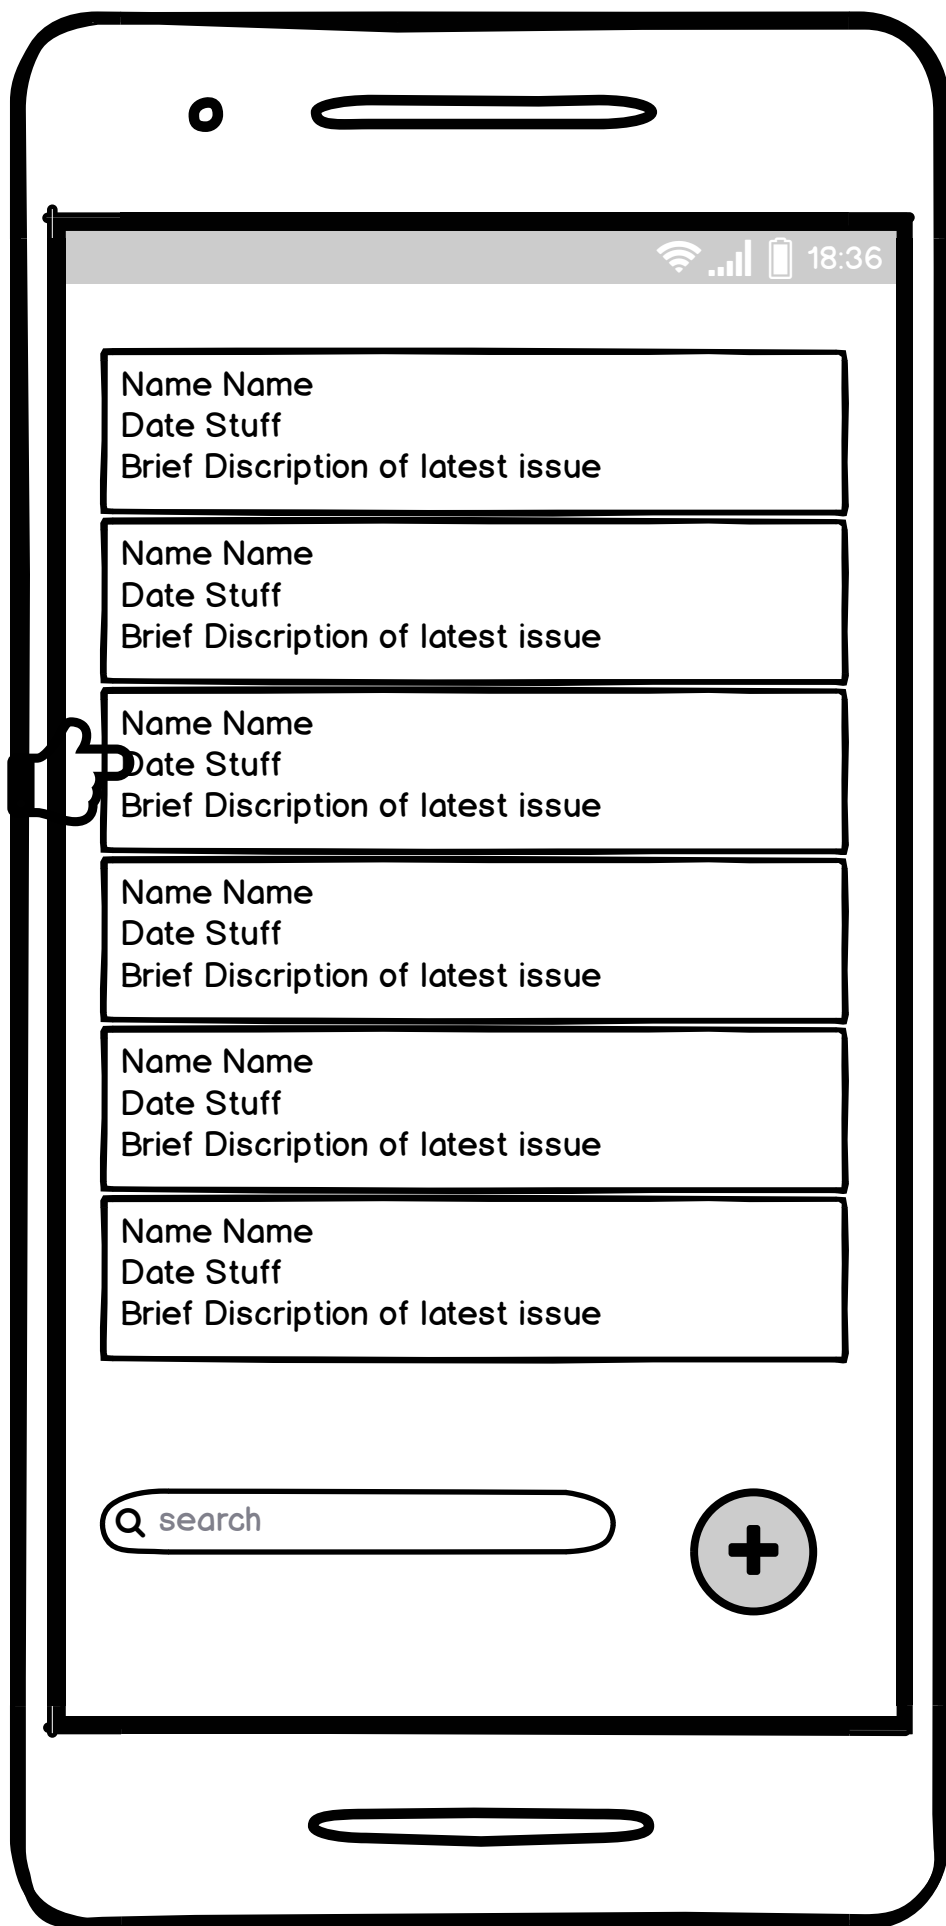 18:36
Name Name
Date Stuff
Brief Discription of latest issue
Name Name
Date Stuff
Brief Discription of latest issue
Name Name
Date Stuff
Brief Discription of latest issue
Name Name
Date Stuff
Brief Discription of latest issue
Name Name
Date Stuff
Brief Discription of latest issue
Name Name
Date Stuff
Brief Discription of latest issue
search